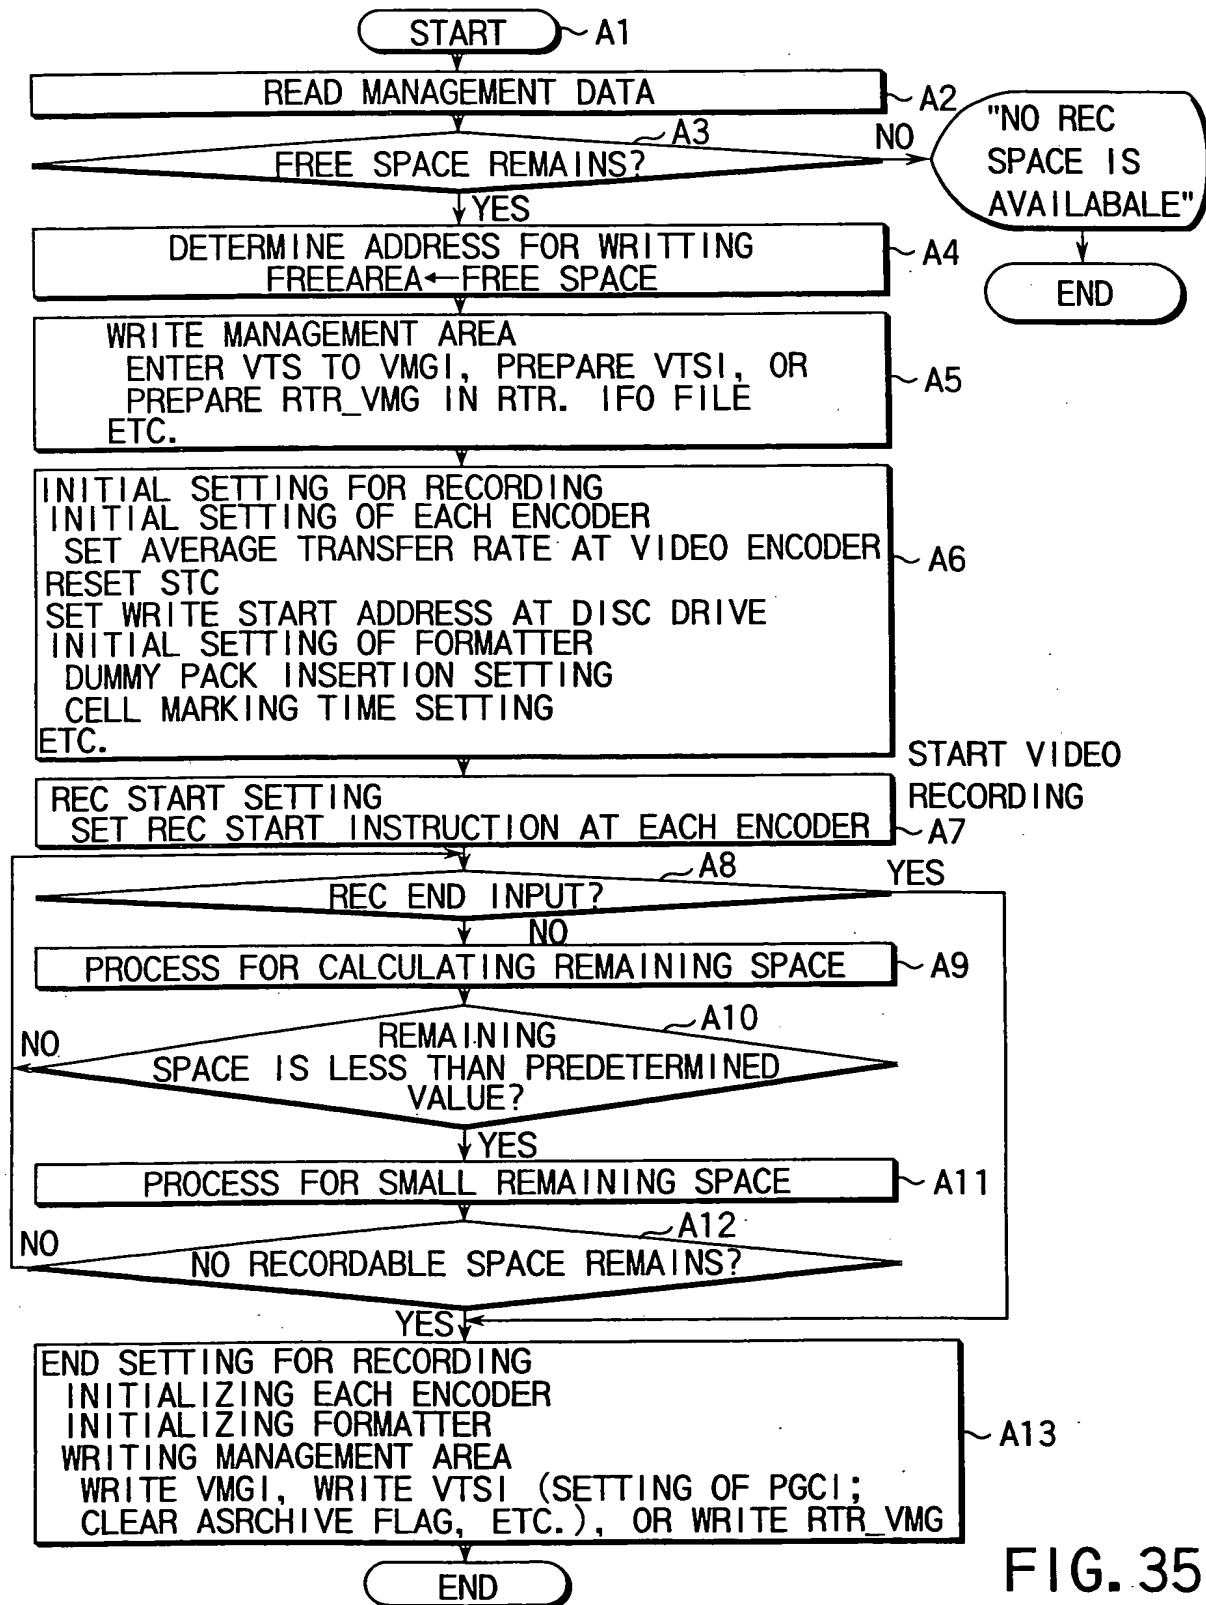 START
A1
READ MANAGEMENT DATA
A2
A3
FREE SPACE REMAINS?
NO
"NO REC
SPACE IS
AVAILABALE"
END
YES
DETERMINE ADDRESS FOR WRITTING
FREEAREA←FREE SPACE
A4
WRITE MANAGEMENT AREA
ENTER VTS TO VMGI, PREPARE VTSI, OR
PREPARE RTR_VMG IN RTR. IFO FILE
ETC.
A5
INITIAL SETTING FOR RECORDING
INITIAL SETTING OF EACH ENCODER
SET AVERAGE TRANSFER RATE AT VIDEO ENCODER
RESET STC
SET WRITE START ADDRESS AT DISC DRIVE
INITIAL SETTING OF FORMATTER
DUMMY PACK INSERTION SETTING
CELL MARKING TIME SETTING
ETC.
A6
START VIDEO
RECORDING
REC START SETTING
SET REC START INSTRUCTION AT EACH ENCODER
A7
A8
REC END INPUT?
YES
NO
PROCESS FOR CALCULATING REMAINING SPACE
A9
A10
REMAINING
SPACE IS LESS THAN PREDETERMINED
VALUE?
NO
YES
PROCESS FOR SMALL REMAINING SPACE
A11
A12
NO RECORDABLE SPACE REMAINS?
NO
YES
END SETTING FOR RECORDING
INITIALIZING EACH ENCODER
INITIALIZING FORMATTER
WRITING MANAGEMENT AREA
WRITE VMGI, WRITE VTSI (SETTING OF PGCI;
CLEAR ASRCHIVE FLAG, ETC.), OR WRITE RTR_VMG
A13
END
FIG. 35